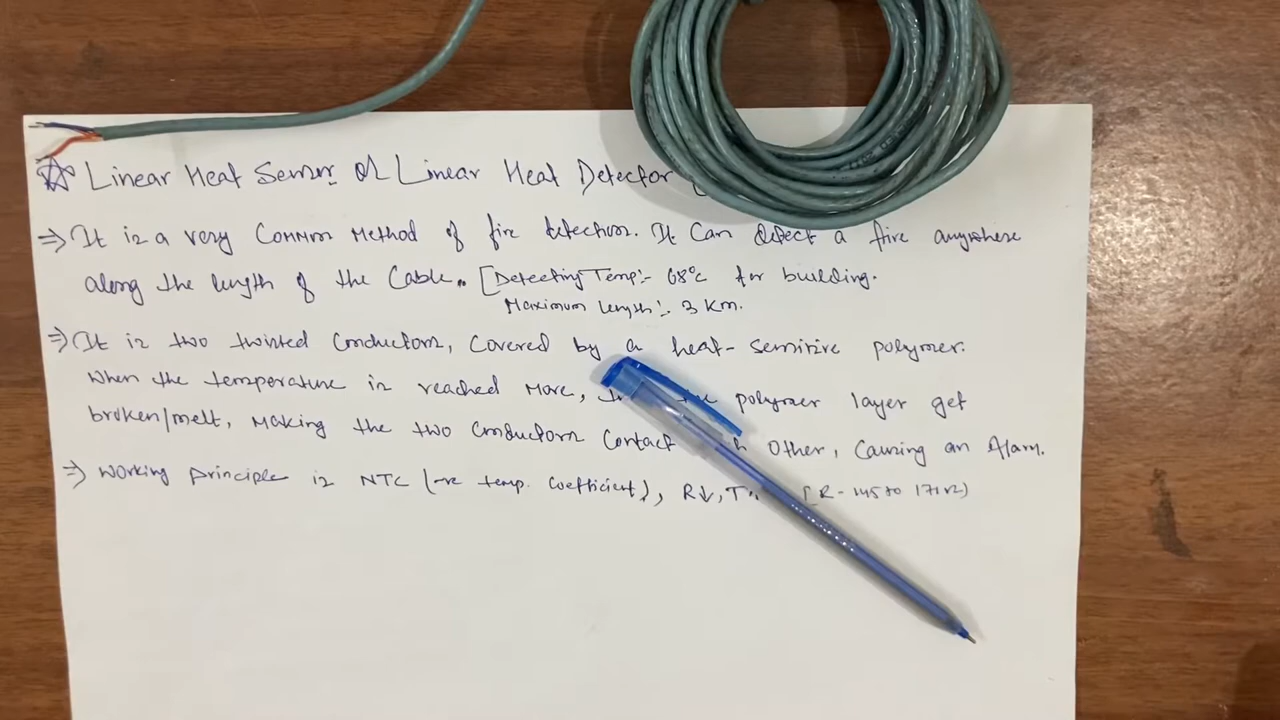 Linear Heat Sensor or Linear Heat Detector
⇒ It is a very Common Method of fire detection. It Can detect a fire anywhere
along the length of the Cable. [Detecting Temp:- 68°c for building.
Maximum length:- 3 Km.
⇒ It is two twisted Conductors, Covered by a heat-sensitive polymer.
When the temperature is reached More, polymer layer get
broken/melt, Making the two Conductors Contact Other, Causing an Alarm.
⇒ Working principle is NTC (-ve temp. Coefficient), R↓, T